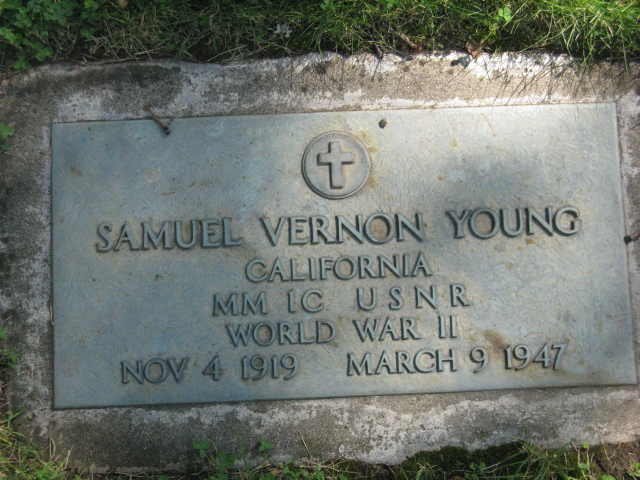 SAMUEL VERNON YOUNG
CALIFORNIA
MM 1C USNR
WORLD WAR II
NOV 4 1919 MARCH 9 1947